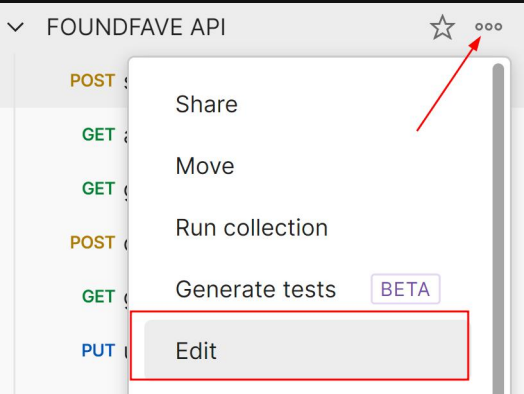 FOUNDFAVE API
POST
Share
GET
Move
GET
POST
Run collection
GET
Generate tests BETA
PUT
Edit